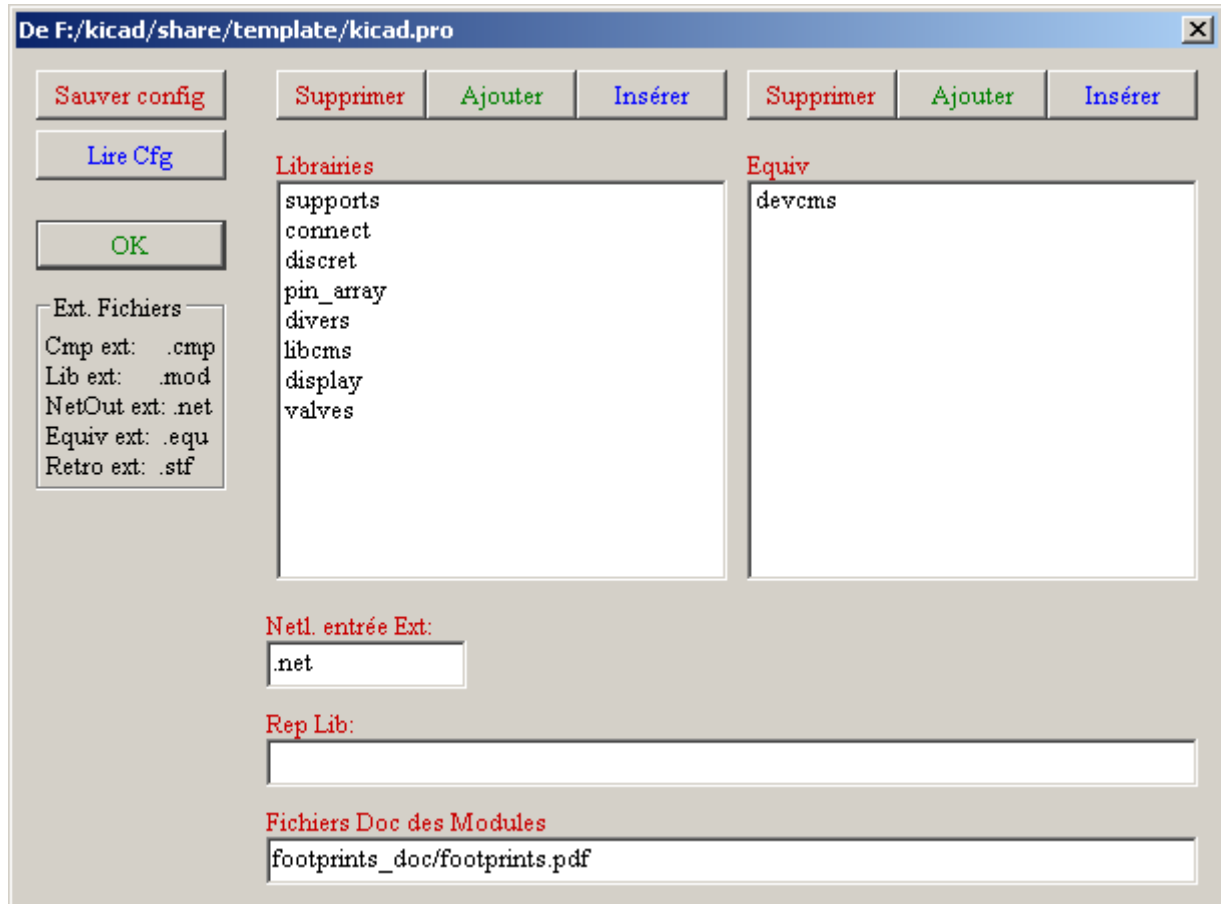 De F:/kicad/share/template/kicad.pro
Sauver config
Supprimer Ajouter Insérer
Supprimer Ajouter Insérer
Lire Cfg
OK
Ext. Fichiers
Cmp ext: .cmp
Lib ext: .mod
NetOut ext: .net
Equiv ext: .equ
Retro ext: .stf
Librairies
supports
connect
discret
pin_array
divers
libcms
display
valves
Equiv
devcms
Netl. entrée Ext:
.net
Rep Lib:
Fichiers Doc des Modules
footprints_doc/footprints.pdf